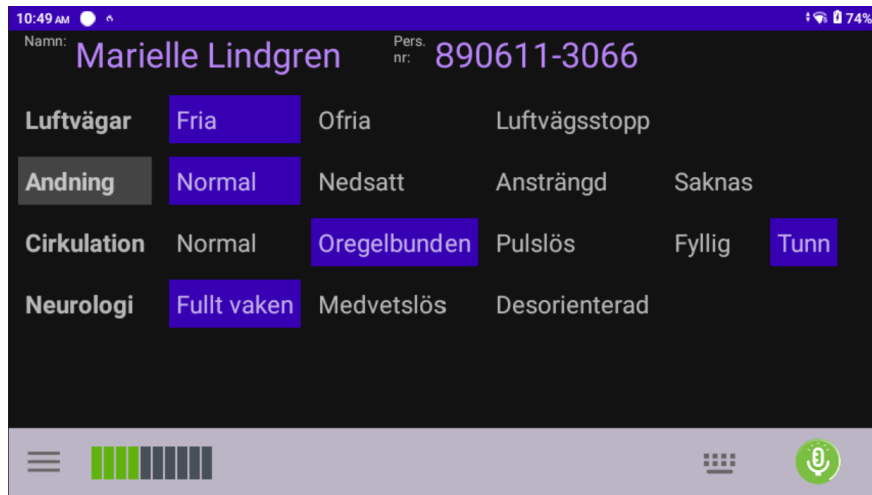 10:49 AM 74%
Namn: Marielle Lindgren Pers. nr: 890611-3066
Luftvägar Fria Ofria Luftvägsstopp
Andning Normal Nedsatt Ansträngd Saknas
Cirkulation Normal Oregelbunden Pulslös Fyllig Tunn
Neurologi Fullt vaken Medvetslös Desorienterad